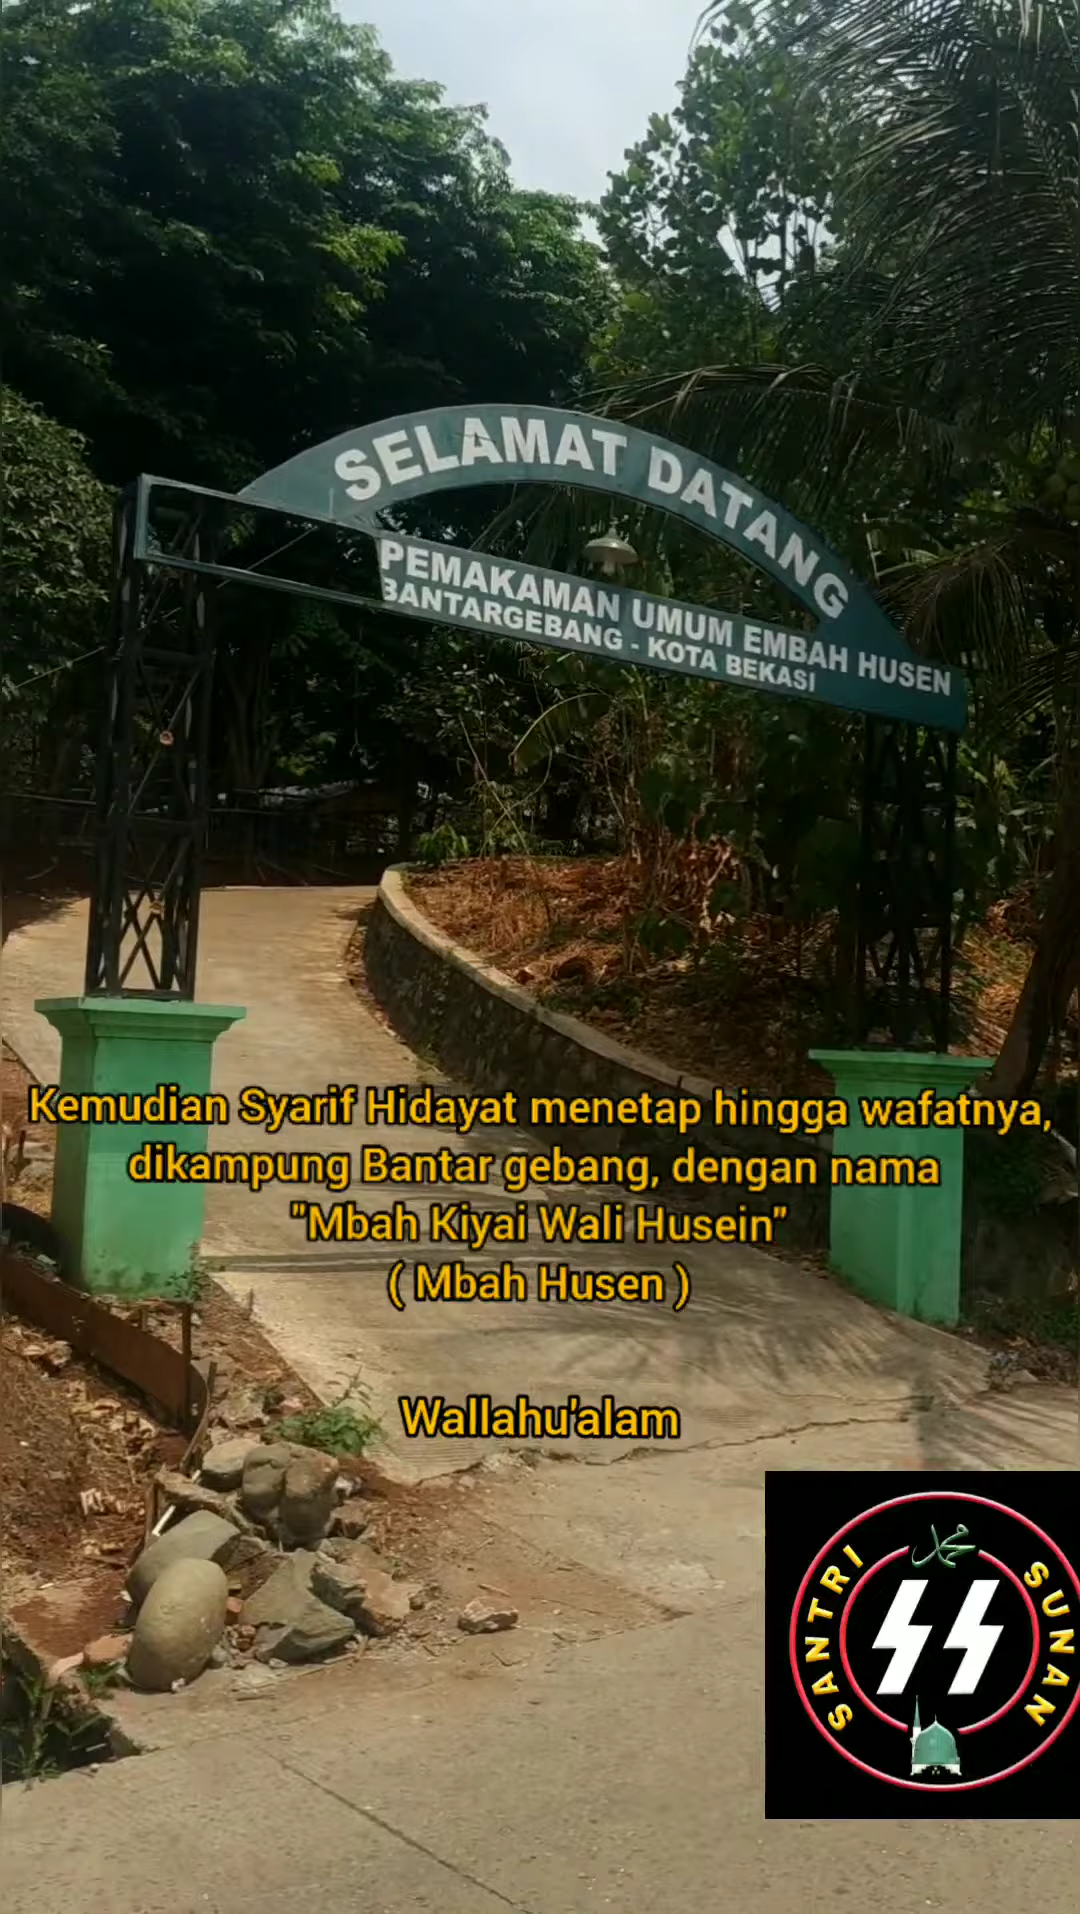 SELAMAT DATANG
PEMAKAMAN UMUM EMBAH HUSEN
BANTARGEBANG - KOTA BEKASI
Kemudian Syarif Hidayat menetap hingga wafatnya,
dikampung Bantar gebang, dengan nama
"Mbah Kiyai Wali Husein"
( Mbah Husen )
Wallahu'alam
محمد
SANTRI SUNAN
SS